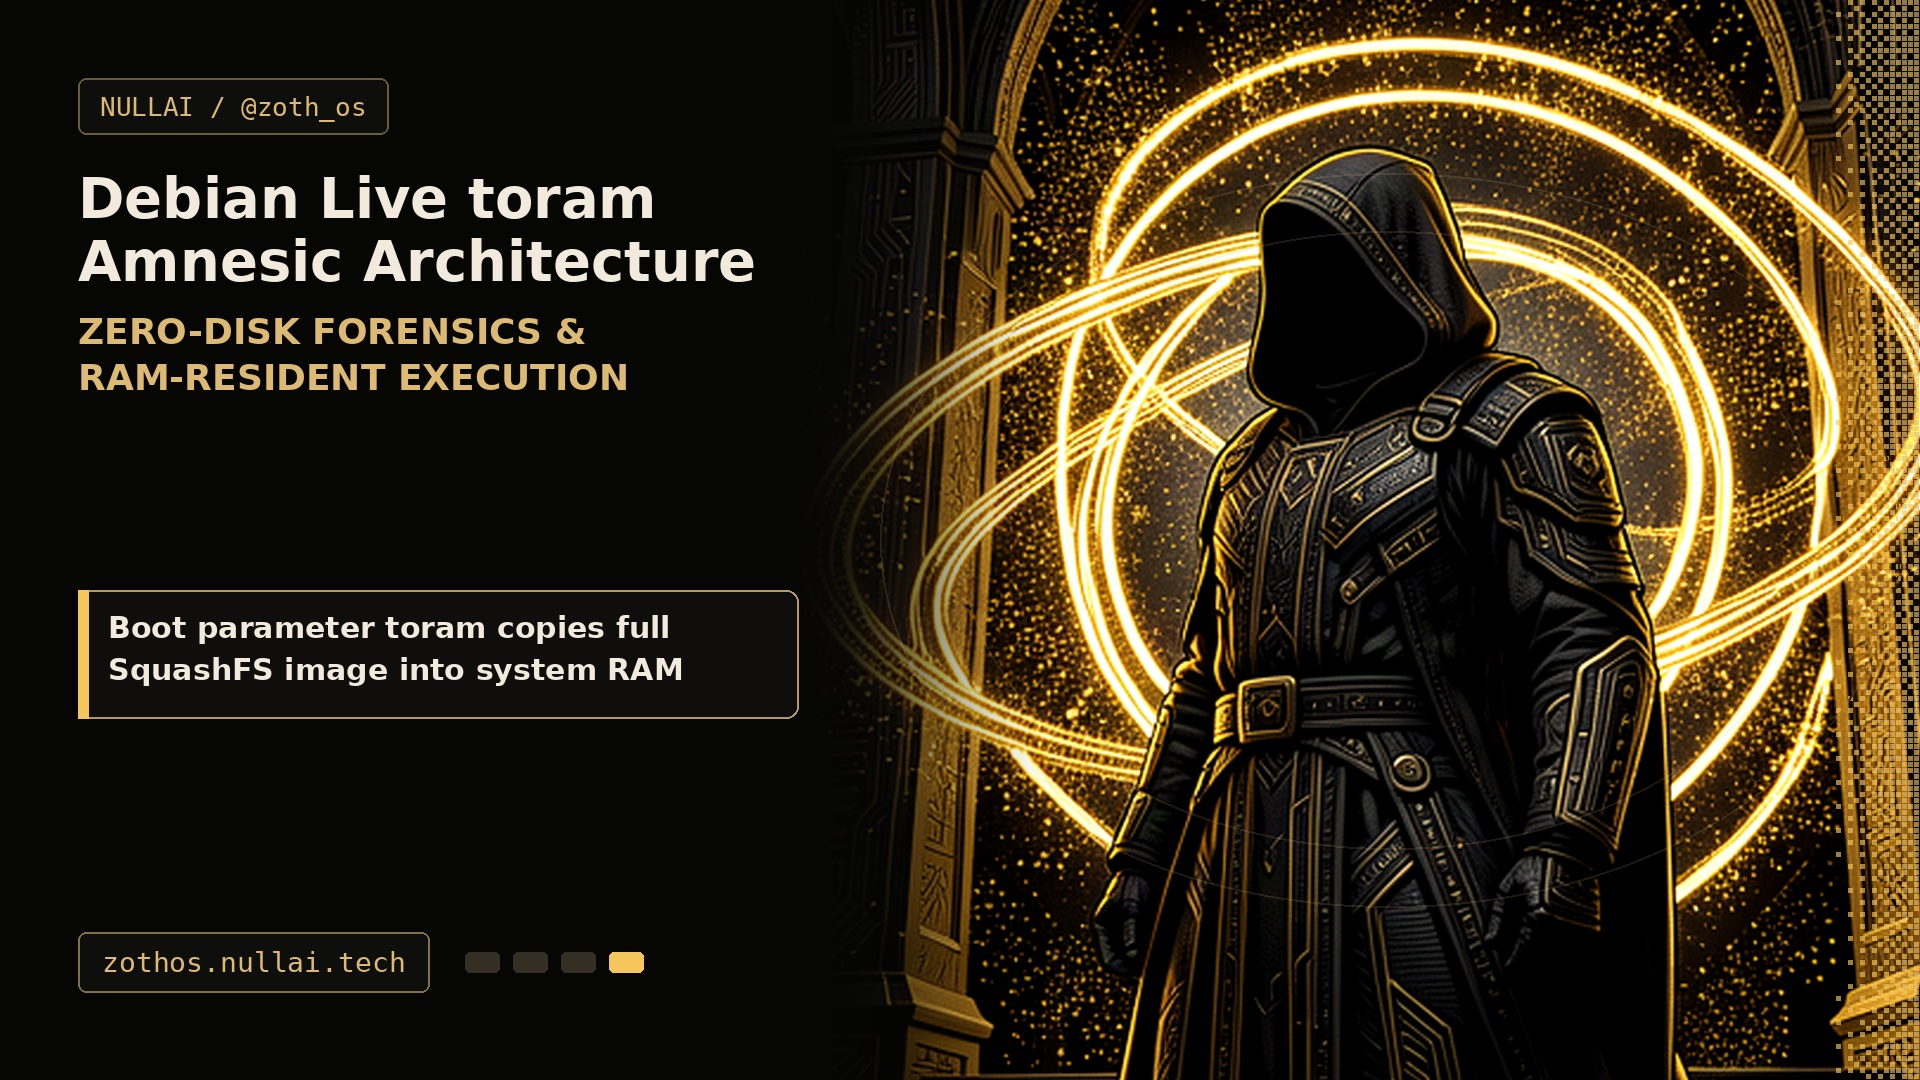 NULLAI / @zoth_os
Debian Live toram
Amnesic Architecture
ZERO-DISK FORENSICS &
RAM-RESIDENT EXECUTION
Boot parameter toram copies full
SquashFS image into system RAM
zothos.nullai.tech